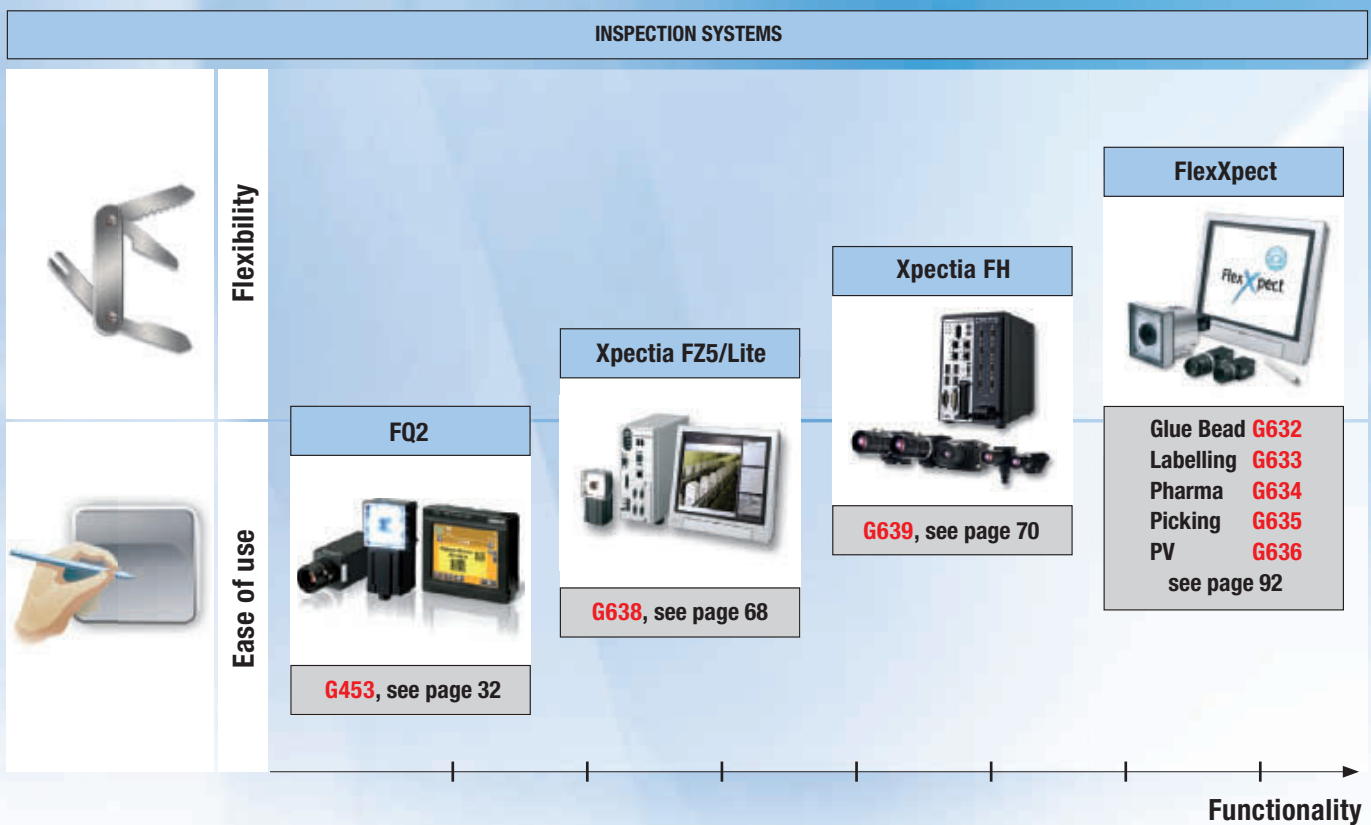 INSPECTION SYSTEMS
Flexibility
Ease of use
FQ2
G453, see page 32
Xpectia FZ5/Lite
G638, see page 68
Xpectia FH
G639, see page 70
FlexXpect
FlexXpect
Glue Bead G632
Labelling G633
Pharma G634
Picking G635
PV G636
see page 92
Functionality